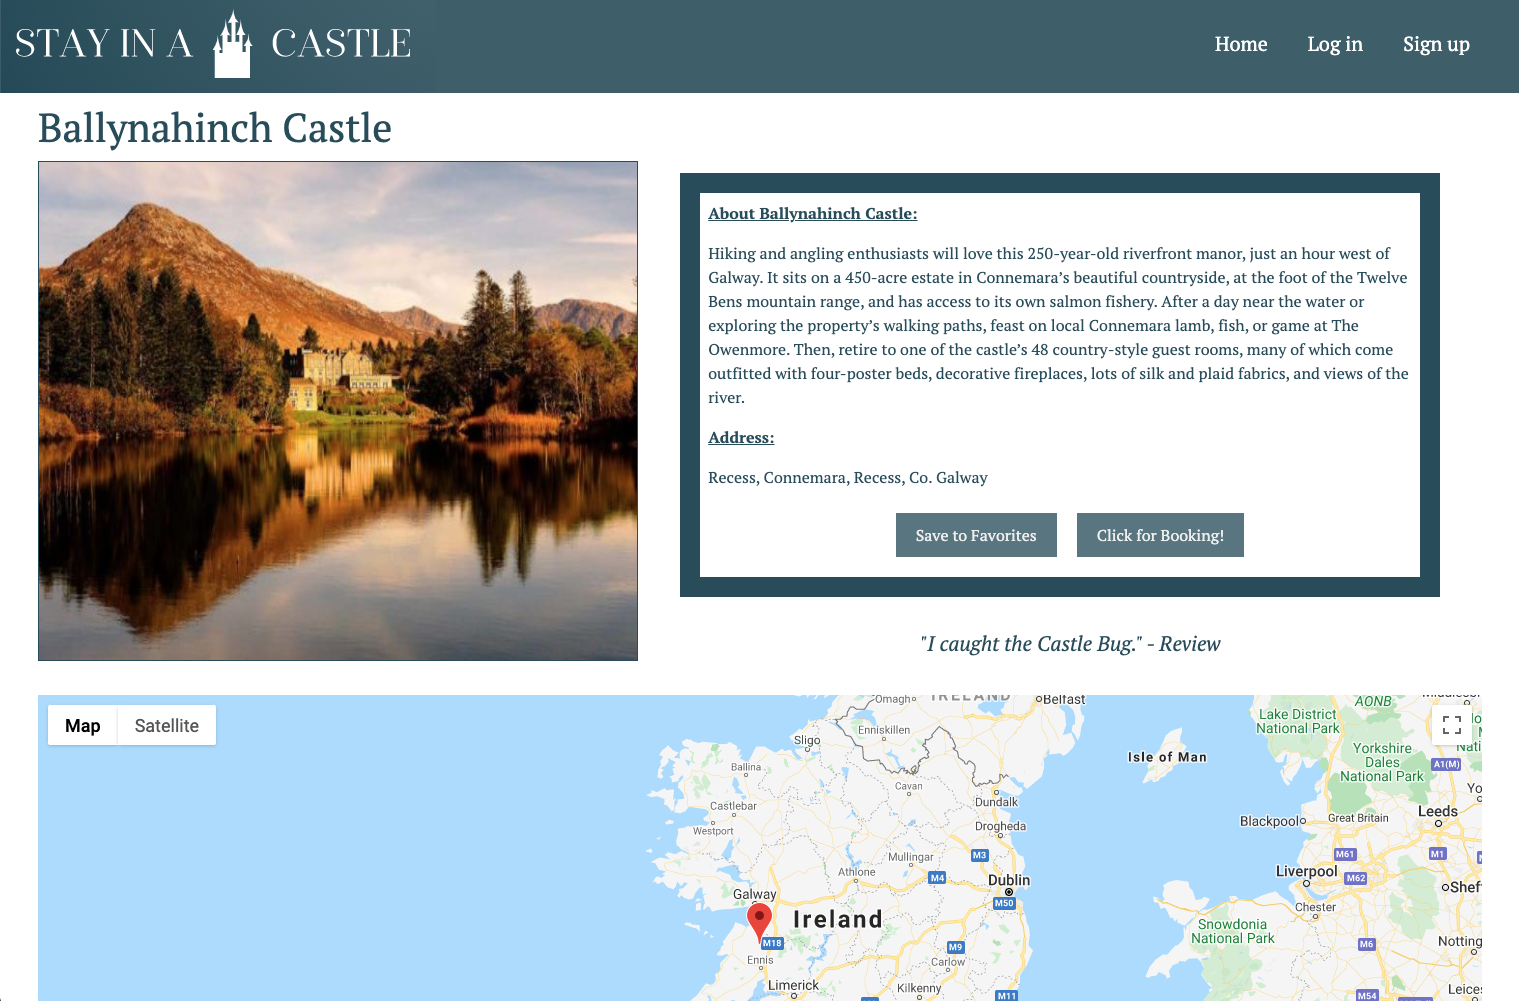 STAY IN A CASTLE
Home Log in Sign up
Ballynahinch Castle
About Ballynahinch Castle:
Hiking and angling enthusiasts will love this 250-year-old riverfront manor, just an hour west of
Galway. It sits on a 450-acre estate in Connemara’s beautiful countryside, at the foot of the Twelve
Bens mountain range, and has access to its own salmon fishery. After a day near the water or
exploring the property’s walking paths, feast on local Connemara lamb, fish, or game at The
Owenmore. Then, retire to one of the castle’s 48 country-style guest rooms, many of which come
outfitted with four-poster beds, decorative fireplaces, lots of silk and plaid fabrics, and views of the
river.
Address:
Recess, Connemara, Recess, Co. Galway
Save to Favorites
Click for Booking!
"I caught the Castle Bug." - Review
Map Satellite
Omagh
IRELAND
Belfast
AONB
Lake District
National Park
Enniskillen
Sligo
Isle of Man
Yorkshire
Dales
National Park
A1(M)
Ballina
Cavan
Dundalk
Castlebar
Westport
Drogheda
Blackpool
Great Britain
Leeds
Mullingar
M3
M61
M1
Athlone
M4
Dublin
Liverpool
M62
Galway
M50
Chester
Ireland
Snowdonia
National Park
M18
M9
M6
Ennis
Carlow
Limerick
Kilkenny
M11
M54